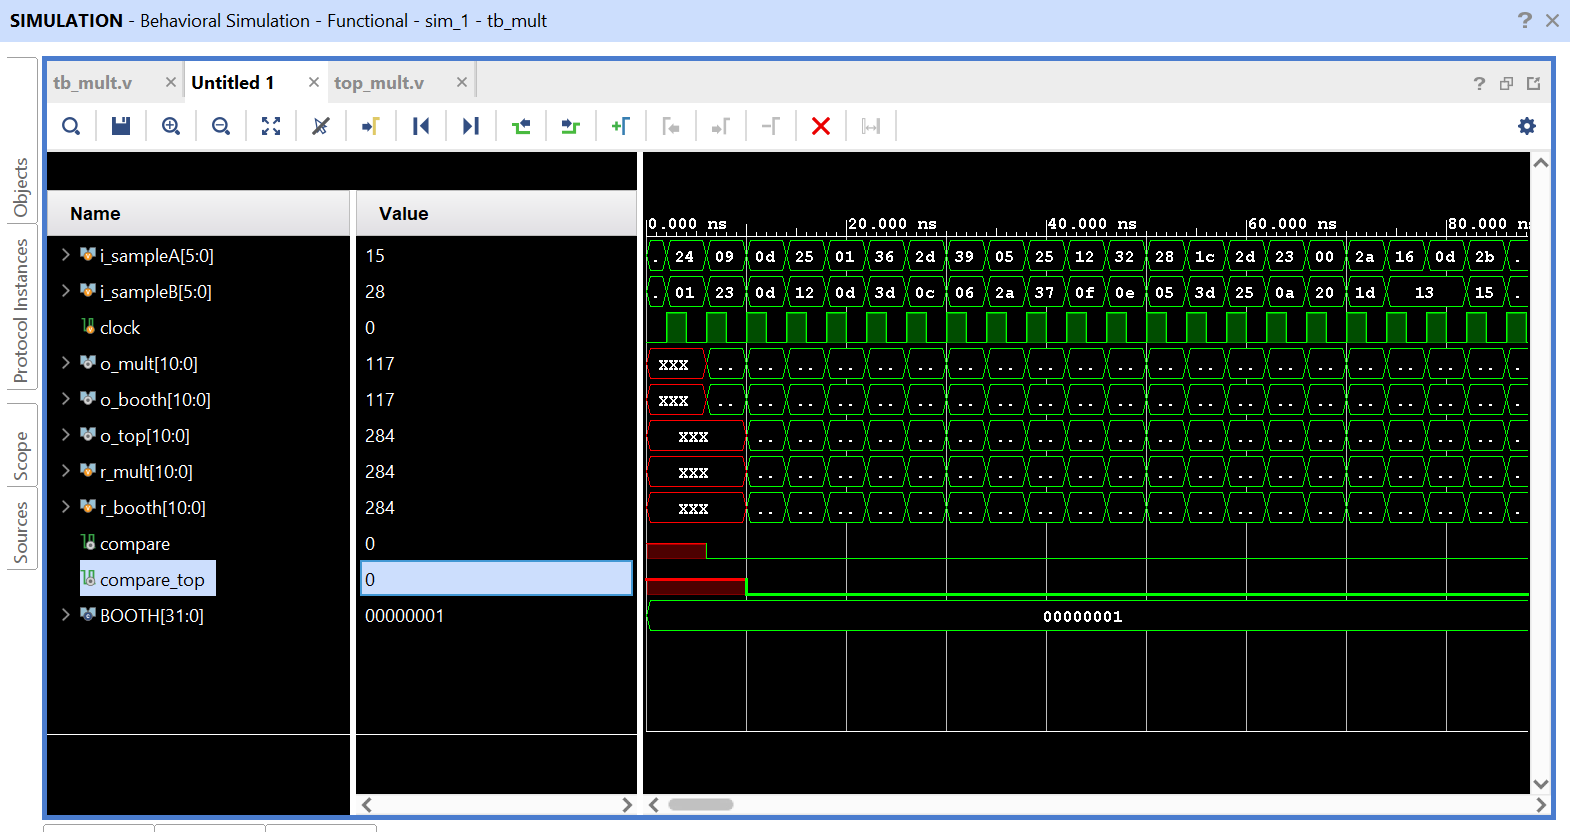 SIMULATION - Behavioral Simulation - Functional - sim_1 - tb_mult
tb_mult.v Untitled 1 top_mult.v
Objects
Protocol Instances
Scope
Sources
Name Value
0.000 ns 20.000 ns 40.000 ns 60.000 ns 80.000 n
i_sampleA[5:0] 15 . 24 09 0d 25 01 36 2d 39 05 25 12 32 28 1c 2d 23 00 2a 16 0d 2b .
i_sampleB[5:0] 28 . 01 23 0d 12 0d 3d 0c 06 2a 37 0f 0e 05 3d 25 0a 20 1d 13 15 .
clock 0
o_mult[10:0] 117 XXX .. .. .. .. .. .. .. .. .. .. .. .. .. .. .. .. .. .. .. .. .
o_booth[10:0] 117 XXX .. .. .. .. .. .. .. .. .. .. .. .. .. .. .. .. .. .. .. .. .
o_top[10:0] 284 XXX .. .. .. .. .. .. .. .. .. .. .. .. .. .. .. .. .. .. .. .
r_mult[10:0] 284 XXX .. .. .. .. .. .. .. .. .. .. .. .. .. .. .. .. .. .. .. .
r_booth[10:0] 284 XXX .. .. .. .. .. .. .. .. .. .. .. .. .. .. .. .. .. .. .. .
compare 0
compare_top 0
BOOTH[31:0] 00000001 00000001